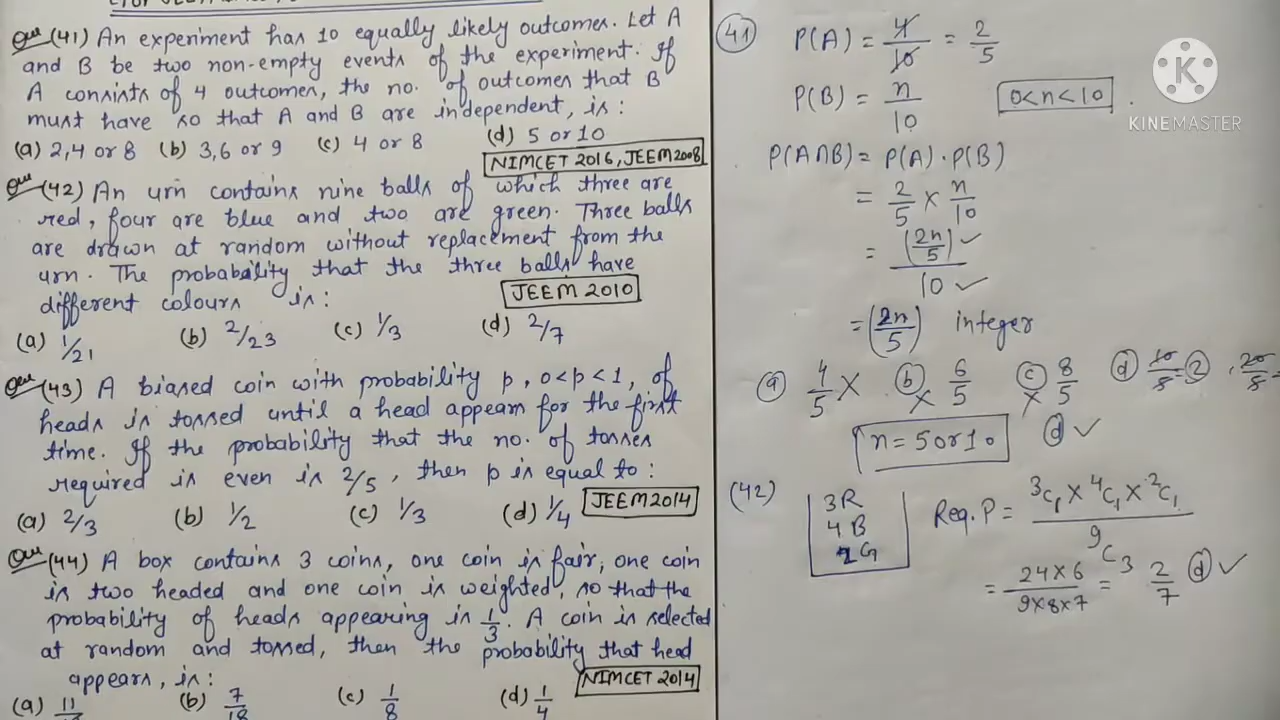 Que (41) An experiment has 10 equally likely outcomes. Let A
and B be two non-empty events of the experiment. If
A consists of 4 outcomes, the no. of outcomes that B
must have so that A and B are independent, is:
(a) 2,4 or 8 (b) 3,6 or 9 (c) 4 or 8 (d) 5 or 10
NIMCET 2016, JEEM 2008
Que (42) An urn contains nine balls of which three are
red, four are blue and two are green. Three balls
are drawn at random without replacement from the
urn. The probability that the three balls have
different colours is:
JEEM 2010
(a) 1/21 (b) 2/23 (c) 1/3 (d) 2/7
Que (43) A biased coin with probability p, 0<p<1, of
heads is tossed until a head appears for the first
time. If the probability that the no. of tosses
required is even is 2/5, then p is equal to:
(a) 2/3 (b) 1/2 (c) 1/3 (d) 1/4
JEEM 2014
Que (44) A box contains 3 coins, one coin is fair, one coin
is two headed and one coin is weighted, so that the
probability of heads appearing is 1/3. A coin is selected
at random and tossed, then the probability that head
appears, is:
NIMCET 2014
(a) 11/ (b) 7/18 (c) 1/8 (d) 1/4
(41) P(A) = 4/10 = 2/5
P(B) = n/10 0<n<10.
P(A∩B) = P(A).P(B)
= 2/5 × n/10
= (2n/5) ✓ / 10 ✓
= (2n/5) integer
(a) 4/5 × (b) × 6/5 (c) × 8/5 (d) 2, 20/
n = 5 or 10 (d) ✓
(42) 3R
4B
2G
Req. P = ³C₁ × ⁴C₁ × ²C₁ / ⁹C₃
= 24×6 / 9×8×7 = 2/7 (d) ✓
K
KINEMASTER